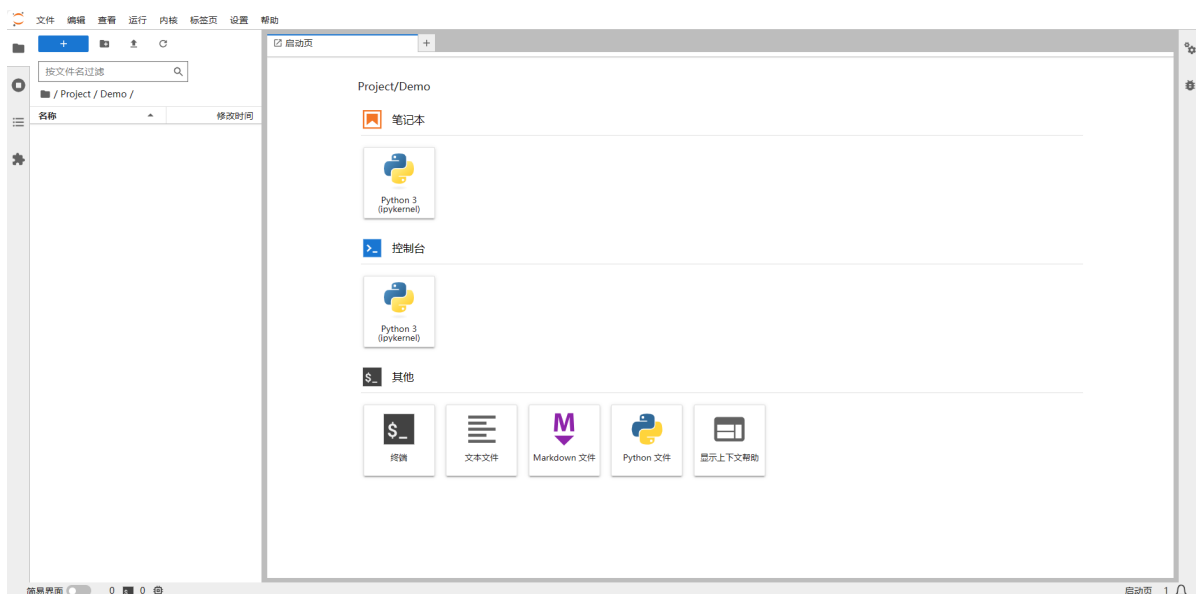 文件 编辑 查看 运行 内核 标签页 设置 帮助
+
启动页
+
按文件名过滤
/ Project / Demo /
名称 修改时间
Project/Demo
笔记本
Python 3
(ipykernel)
控制台
Python 3
(ipykernel)
其他
$_
终端
文本文件
Markdown 文件
Python 文件
显示上下文帮助
简易界面 0 0
启动页 1